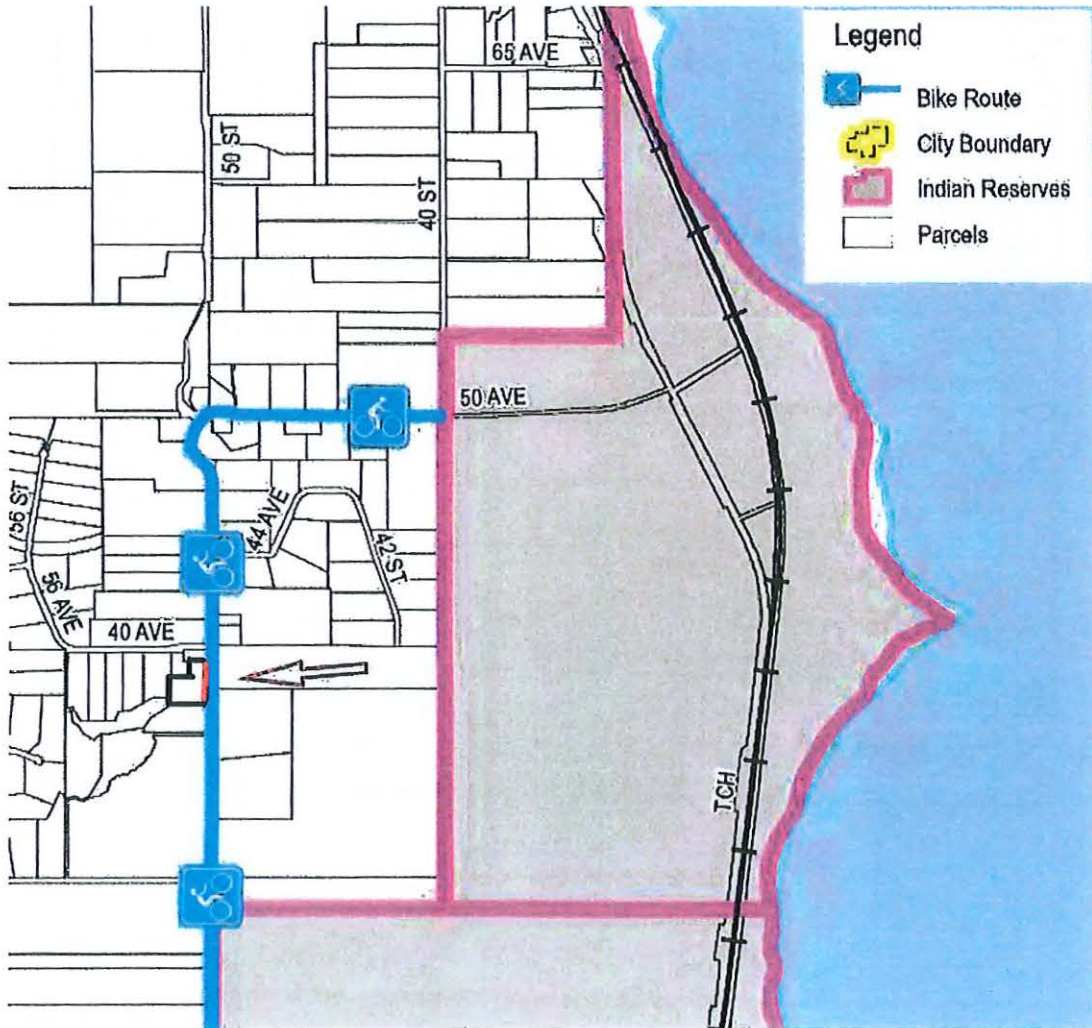 Legend
Bike Route
City Boundary
Indian Reserves
Parcels
65 AVE
50 ST
40 ST
50 AVE
56 ST
44 AVE
42 ST
56 AVE
40 AVE
TCH